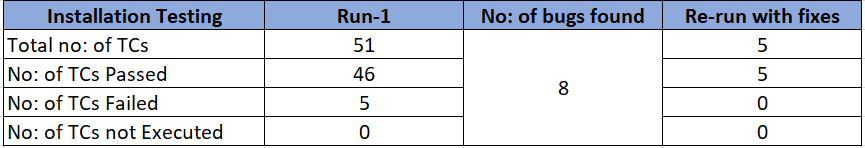 Installation Testing Run-1 No: of bugs found Re-run with fixes
Total no: of TCs 51 5
No: of TCs Passed 46 5
8
No: of TCs Failed 5 0
No: of TCs not Executed 0 0